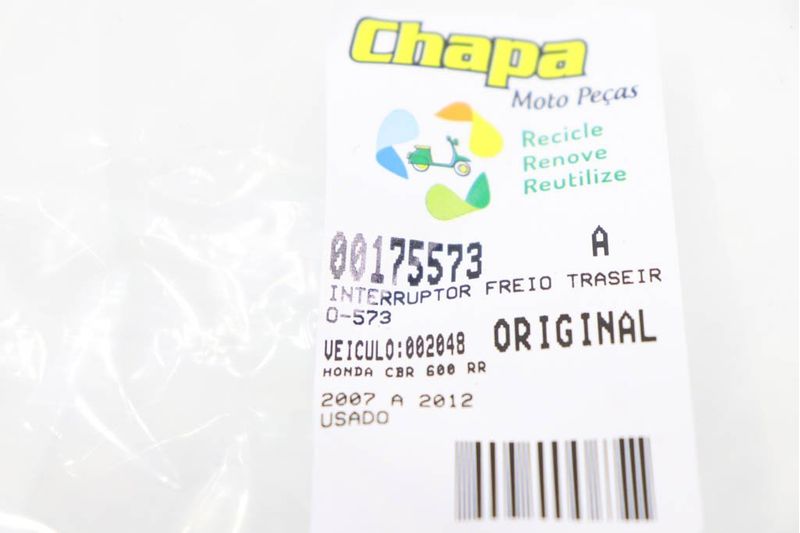 Chapa
Moto Peças
Recicle
Renove
Reutilize
00175573 A
INTERRUPTOR FREIO TRASEIR
O-573
VEICULO:002048 ORIGINAL
HONDA CBR 600 RR
2007 A 2012
USADO